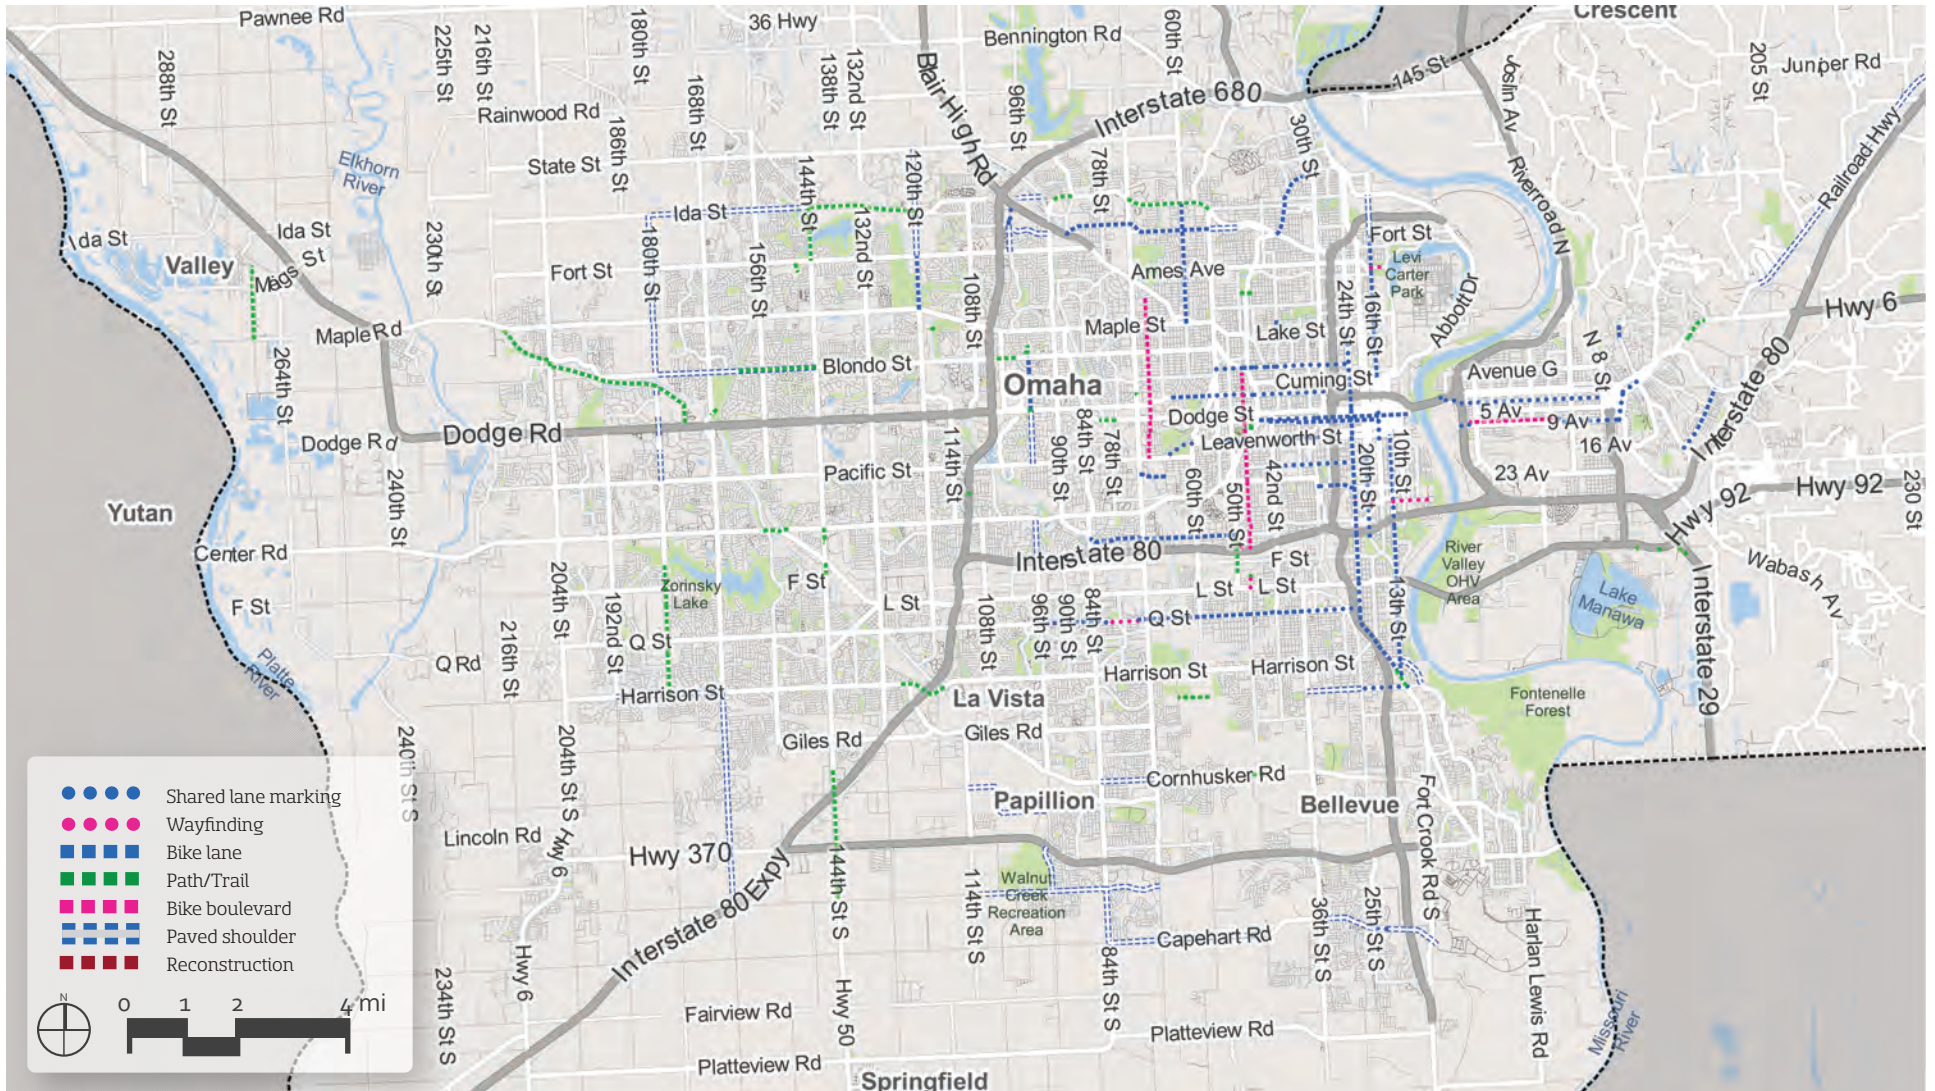 Pawnee Rd
36 Hwy
Bennington Rd
Crescent
288th St
225th St
216th St
180th St
168th St
138th St
132nd St
Blair High Rd
96th St
60th St
145 St
Joslin Av
205 St
Juniper Rd
Rainwood Rd
186th St
Interstate 680
30th St
Railroad Hwy
State St
Elkhorn
River
144th St
120th St
78th St
Riverroad N
Ida St
Ida St
Ida St
Valley
Meigs St
230th St
180th St
156th St
132nd St
Fort St
Fort St
Levi
Carter
Park
Ames Ave
Abbott Dr
108th St
24th St
16th St
Maple Rd
Maple St
Lake St
N 8 St
Hwy 6
264th St
Blondo St
Omaha
Cuming St
Avenue G
Interstate 80
Dodge Rd
Dodge Rd
Dodge St
5 Av
9 Av
16 Av
Leavenworth St
84th St
78th St
90th St
114th St
Pacific St
240th St
60th St
50th St
42nd St
20th St
10th St
23 Av
Hwy 92
Hwy 92
230 St
Yutan
Center Rd
Interstate 80
F St
River
Valley
OHV
Area
Wabash Av
Zorinsky
Lake
F St
L St
L St
L St
Lake
Manawa
F St
204th St
192nd St
216th St
108th St
96th St
90th St
84th St
13th St
Interstate 29
Q St
Q St
Q Rd
Platte
River
Harrison St
Harrison St
Harrison St
La Vista
Fontenelle
Forest
240th St S
204th St S
Giles Rd
Giles Rd
Cornhusker Rd
Papillion
Bellevue
Fort Crook Rd S
Lincoln Rd
Hwy 6
Hwy 370
Interstate 80 Expy
144th St S
114th St S
Walnut
Creek
Recreation
Area
Capehart Rd
36th St S
25th St S
Harlan Lewis Rd
Hwy 6
234th St S
84th St S
Hwy 50
Fairview Rd
Platteview Rd
Platteview Rd
Springfield
Missouri
River
Shared lane marking
Wayfinding
Bike lane
Path/Trail
Bike boulevard
Paved shoulder
Reconstruction
N
0 1 2 4 mi